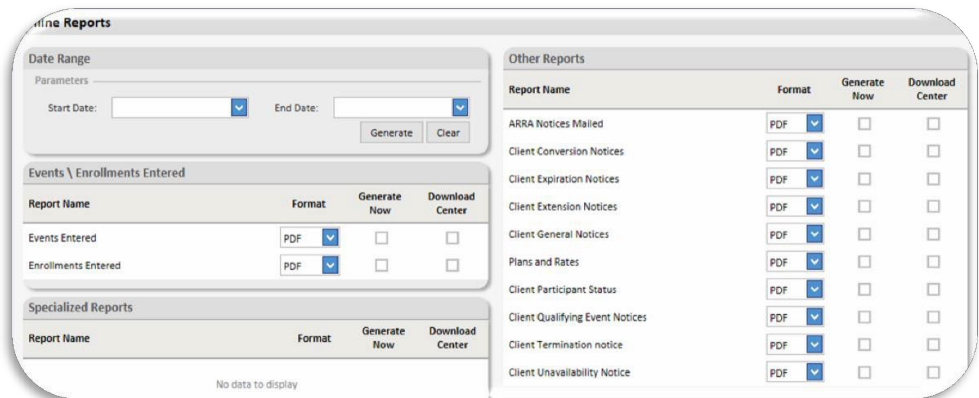 Reports
Date Range
Parameters
Start Date:
End Date:
Generate
Clear
Events \ Enrollments Entered
Report Name Format Generate Now Download Center
Events Entered PDF
Enrollments Entered PDF
Specialized Reports
Report Name Format Generate Now Download Center
No data to display
Other Reports
Report Name Format Generate Now Download Center
ARRA Notices Mailed PDF
Client Conversion Notices PDF
Client Expiration Notices PDF
Client Extension Notices PDF
Client General Notices PDF
Plans and Rates PDF
Client Participant Status PDF
Client Qualifying Event Notices PDF
Client Termination notice PDF
Client Unavailability Notice PDF